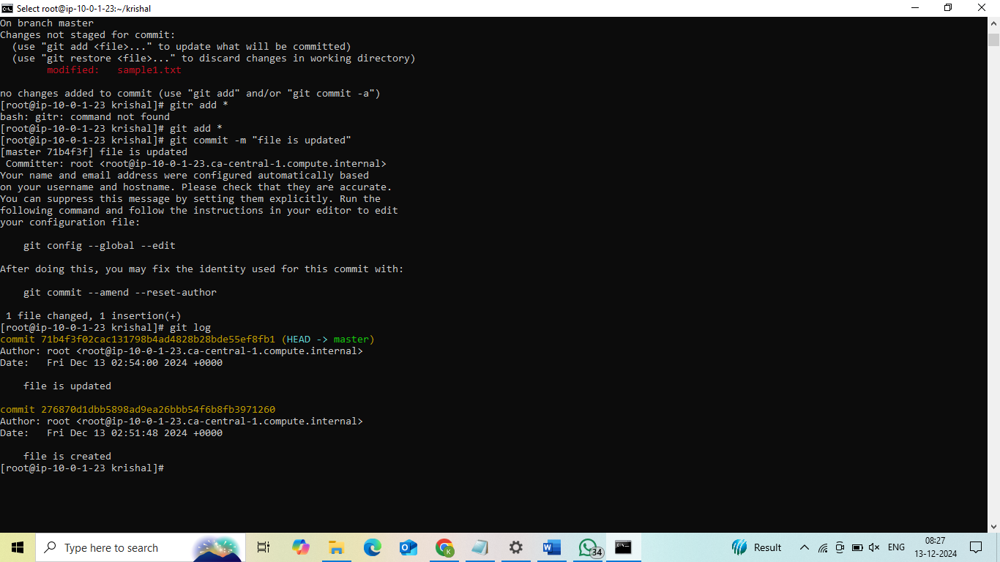 Select root@ip-10-0-1-23:~/krishal
On branch master
Changes not staged for commit:
  (use "git add <file>..." to update what will be committed)
  (use "git restore <file>..." to discard changes in working directory)
        modified:   sample1.txt

no changes added to commit (use "git add" and/or "git commit -a")
[root@ip-10-0-1-23 krishal]# gitr add *
bash: gitr: command not found
[root@ip-10-0-1-23 krishal]# git add *
[root@ip-10-0-1-23 krishal]# git commit -m "file is updated"
[master 71b4f3f] file is updated
 Committer: root <root@ip-10-0-1-23.ca-central-1.compute.internal>
Your name and email address were configured automatically based
on your username and hostname. Please check that they are accurate.
You can suppress this message by setting them explicitly. Run the
following command and follow the instructions in your editor to edit
your configuration file:

    git config --global --edit

After doing this, you may fix the identity used for this commit with:

    git commit --amend --reset-author

 1 file changed, 1 insertion(+)
[root@ip-10-0-1-23 krishal]# git log
commit 71b4f3f02cac131798b4ad4828b28bde55ef8fb1 (HEAD -> master)
Author: root <root@ip-10-0-1-23.ca-central-1.compute.internal>
Date:   Fri Dec 13 02:54:00 2024 +0000

    file is updated

commit 276870d1dbb5898ad9ea26bbb54f6b8fb3971260
Author: root <root@ip-10-0-1-23.ca-central-1.compute.internal>
Date:   Fri Dec 13 02:51:48 2024 +0000

    file is created
[root@ip-10-0-1-23 krishal]#
Type here to search
K
W
34
Result
ENG
08:27
13-12-2024